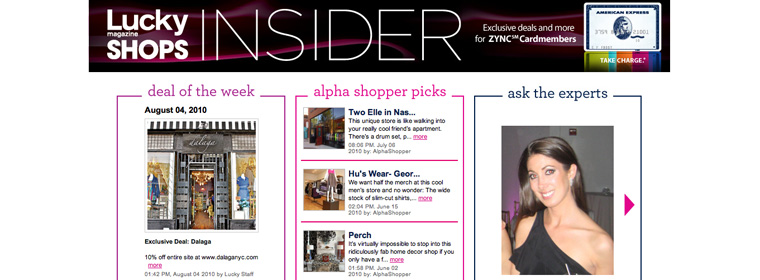 Lucky
magazine
SHOPS
INSIDER
Exclusive deals and more
for ZYNC℠ Cardmembers
AMERICAN EXPRESS
TAKE CHARGE.℠
deal of the week
August 04, 2010
dalaga
Exclusive Deal: Dalaga
10% off entire site at www.dalaganyc.com
more
01:42 PM, August 04 2010 by Lucky Staff
alpha shopper picks
Two Elle in Nas...
This unique store is like walking into
your really cool friend's apartment.
There's a drum set, p... more
08:06 PM. July 06
2010 by: AlphaShopper
Hu's Wear- Geor...
We want half the merch at this cool
men's store and no wonder: The wide
stock of slim-cut shirts,... more
02:04 PM: June 15
2010 by: AlphaShopper
Perch
It's virtually impossible to stop into this
ridiculously fab home decor shop if you
only have a f... more
01:58 PM, June 02
2010 by: AlphaShopper
ask the experts